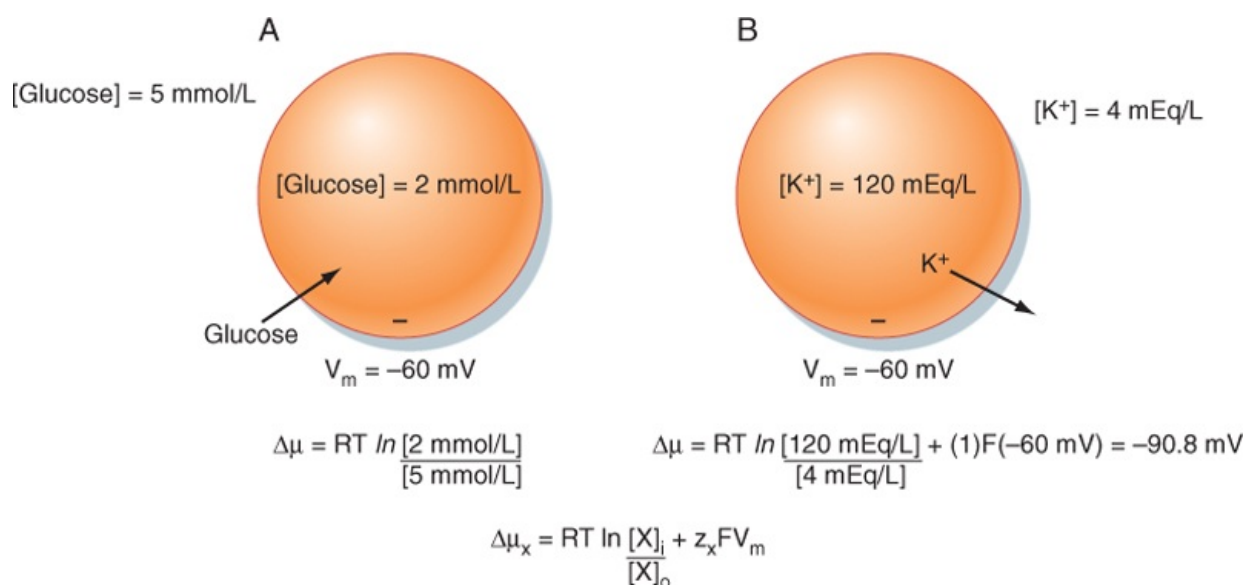 A
B
[Glucose] = 5 mmol/L
[Glucose] = 2 mmol/L
Glucose
–
Vm = –60 mV
[K+] = 4 mEq/L
[K+] = 120 mEq/L
K+
–
Vm = –60 mV
Δμ = RT ln [2 mmol/L]
[5 mmol/L]
Δμ = RT ln [120 mEq/L] + (1)F(–60 mV) = –90.8 mV
[4 mEq/L]
Δμx = RT ln [X]i + zxFVm
[X]o